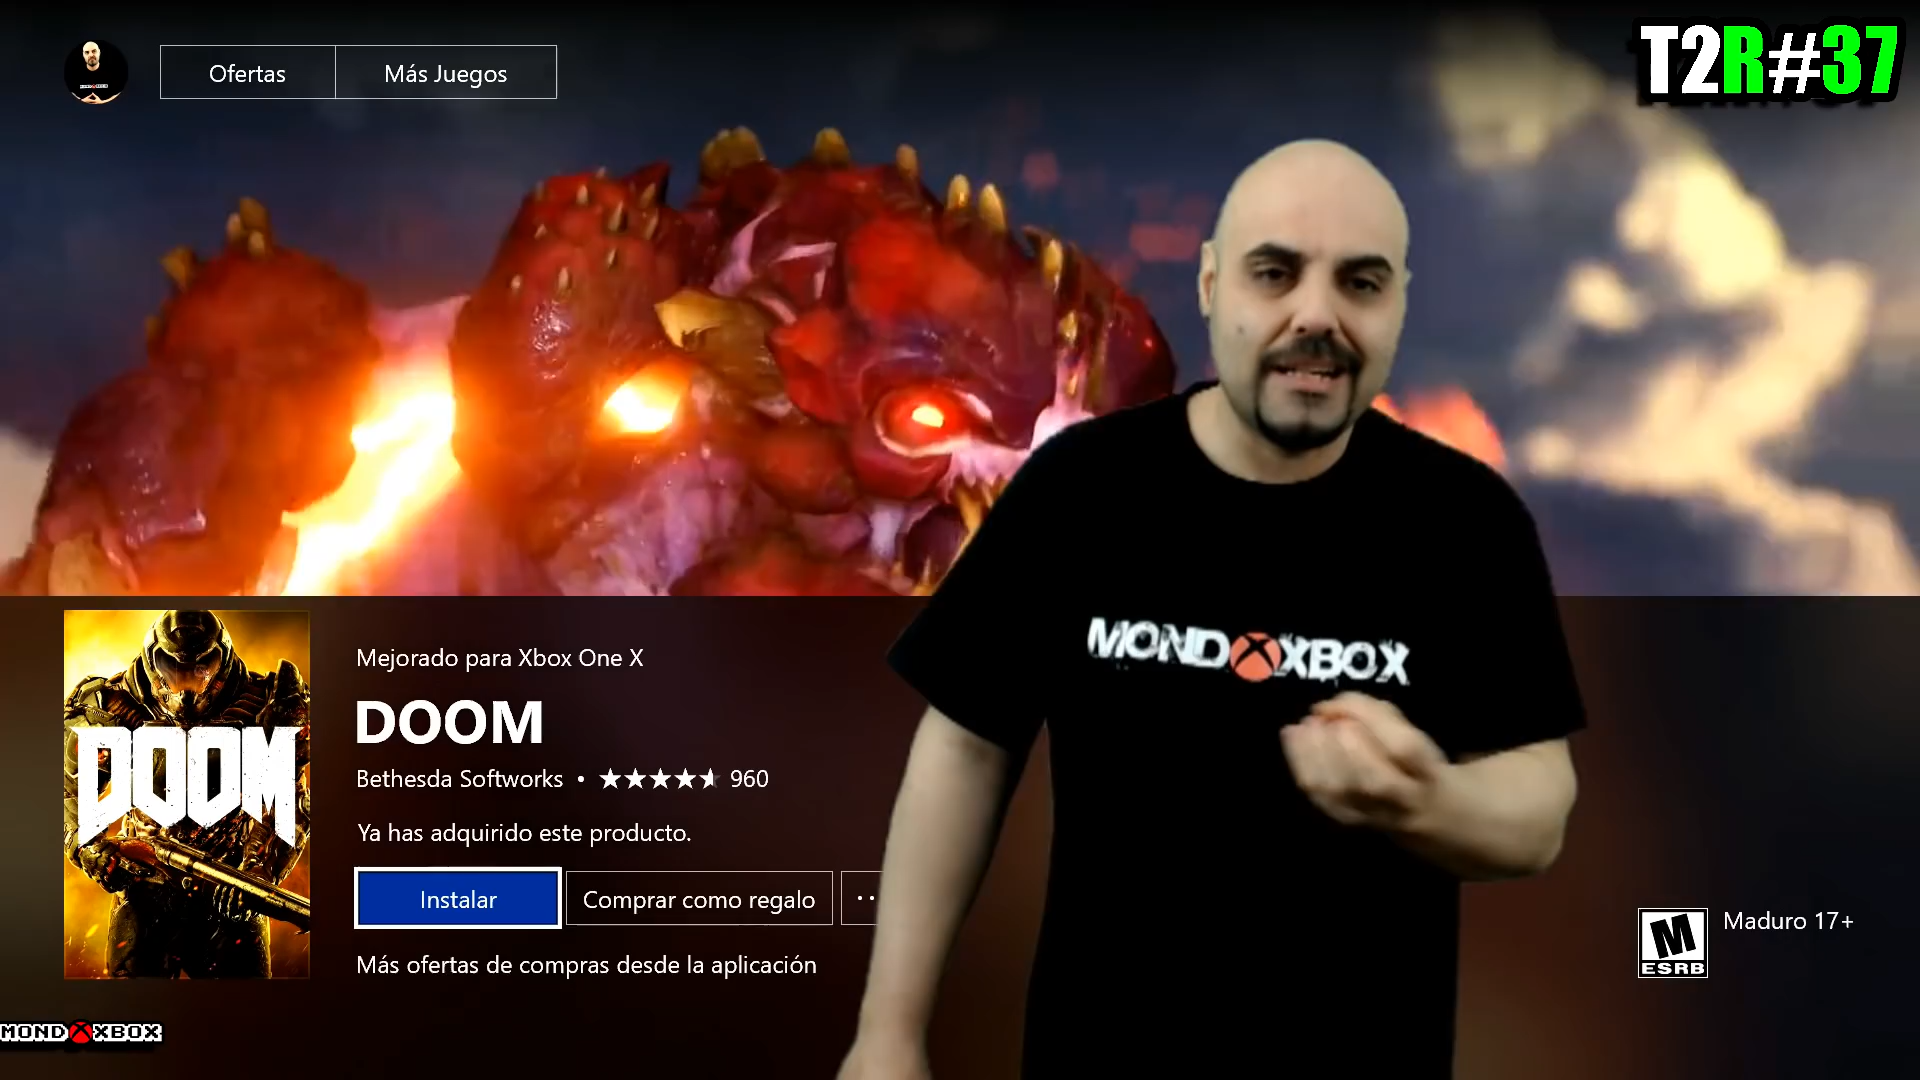 T2R#37
Ofertas
Más Juegos
MONDOXBOX
Mejorado para Xbox One X
DOOM
DOOM
Bethesda Softworks • ★★★★★ 960
Ya has adquirido este producto.
Instalar
Comprar como regalo
Más ofertas de compras desde la aplicación
M
ESRB
Maduro 17+
MONDOXBOX